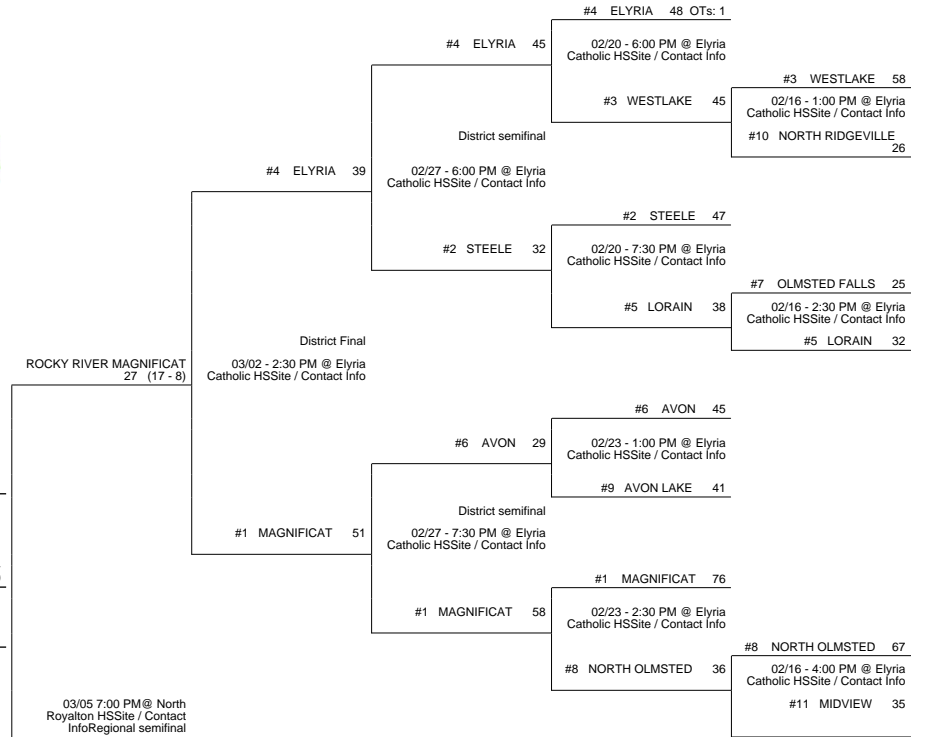 #4 ELYRIA 48 OTs: 1
02/20 - 6:00 PM @ Elyria
Catholic HSSite / Contact Info
#4 ELYRIA 45
#3 WESTLAKE 58
#3 WESTLAKE 45
02/16 - 1:00 PM @ Elyria
Catholic HSSite / Contact Info
#10 NORTH RIDGEVILLE
26
District semifinal
02/27 - 6:00 PM @ Elyria
Catholic HSSite / Contact Info
#4 ELYRIA 39
#2 STEELE 47
02/20 - 7:30 PM @ Elyria
Catholic HSSite / Contact Info
#2 STEELE 32
#7 OLMSTED FALLS 25
#5 LORAIN 38
02/16 - 2:30 PM @ Elyria
Catholic HSSite / Contact Info
#5 LORAIN 32
District Final
03/02 - 2:30 PM @ Elyria
Catholic HSSite / Contact Info
ROCKY RIVER MAGNIFICAT
27 (17 - 8)
#6 AVON 45
02/23 - 1:00 PM @ Elyria
Catholic HSSite / Contact Info
#6 AVON 29
#9 AVON LAKE 41
District semifinal
02/27 - 7:30 PM @ Elyria
Catholic HSSite / Contact Info
#1 MAGNIFICAT 51
#1 MAGNIFICAT 76
02/23 - 2:30 PM @ Elyria
Catholic HSSite / Contact Info
#1 MAGNIFICAT 58
#8 NORTH OLMSTED 67
#8 NORTH OLMSTED 36
02/16 - 4:00 PM @ Elyria
Catholic HSSite / Contact Info
#11 MIDVIEW 35
03/05 7:00 PM@ North
Royalton HSSite / Contact
InfoRegional semifinal